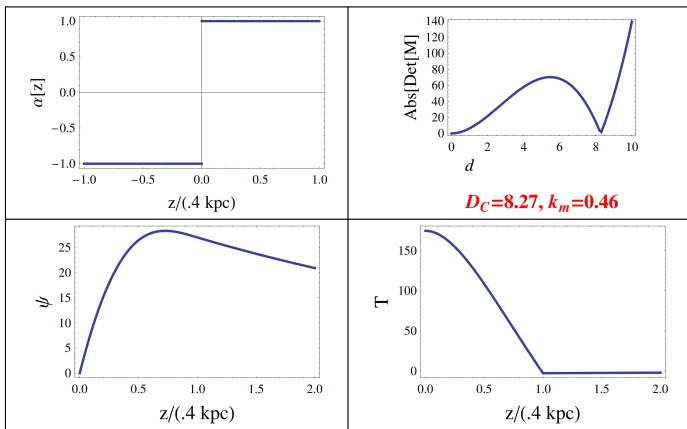 α[z]
1.0
0.5
0.0
−0.5
−1.0
−1.0 −0.5 0.0 0.5 1.0
z/(.4 kpc)
Abs[Det[M]
140
120
100
80
60
40
20
0
0 2 4 6 8 10
d
D_C=8.27, k_m=0.46
ψ
25
20
15
10
5
0
0.0 0.5 1.0 1.5 2.0
z/(.4 kpc)
T
150
100
50
0
0.0 0.5 1.0 1.5 2.0
z/(.4 kpc)